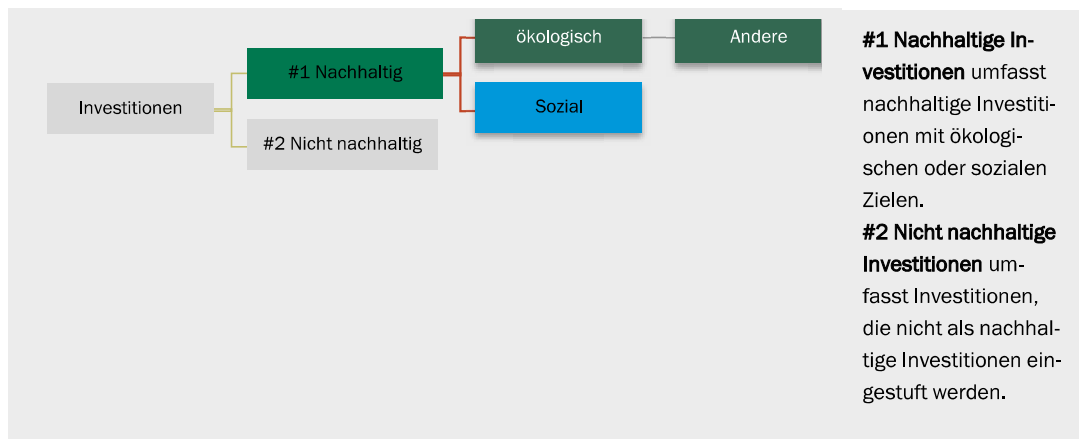 ökologisch
Andere
#1 Nachhaltig
Sozial
Investitionen
#2 Nicht nachhaltig
#1 Nachhaltige In-
vestitionen umfasst
nachhaltige Investiti-
onen mit ökologi-
schen oder sozialen
Zielen.
#2 Nicht nachhaltige
Investitionen um-
fasst Investitionen,
die nicht als nachhal-
tige Investitionen ein-
gestuft werden.